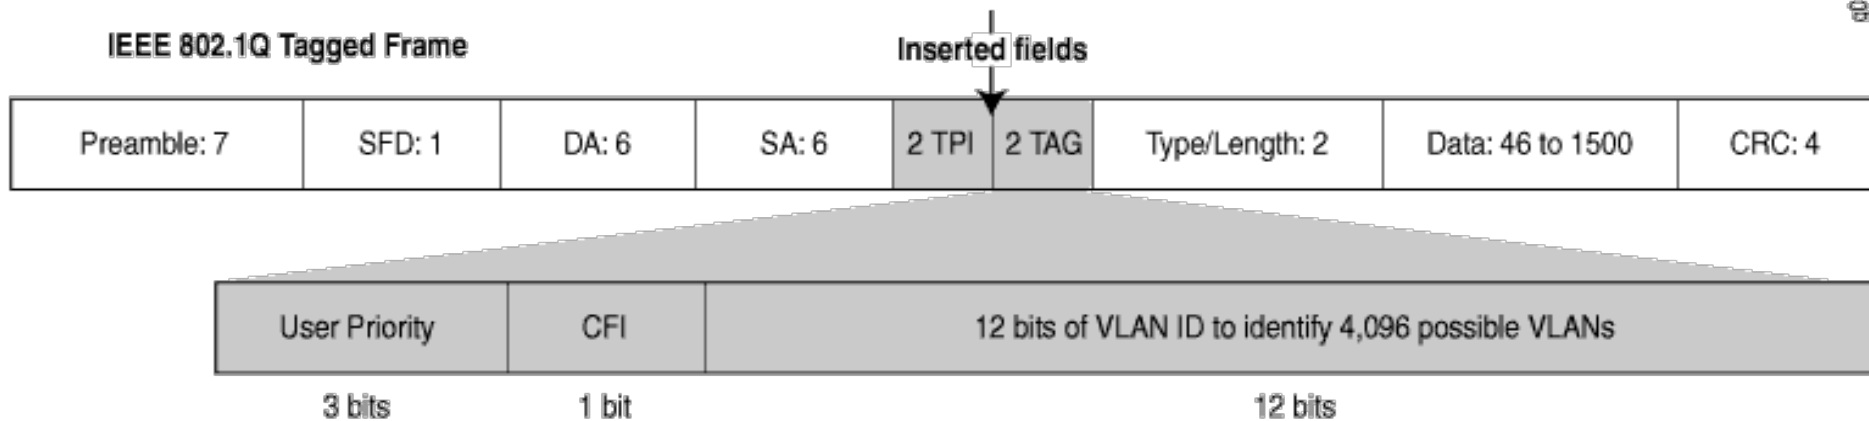 IEEE 802.1Q Tagged Frame
Inserted fields
Preamble: 7
SFD: 1
DA: 6
SA: 6
2 TPI
2 TAG
Type/Length: 2
Data: 46 to 1500
CRC: 4
User Priority
CFI
12 bits of VLAN ID to identify 4,096 possible VLANs
3 bits
1 bit
12 bits